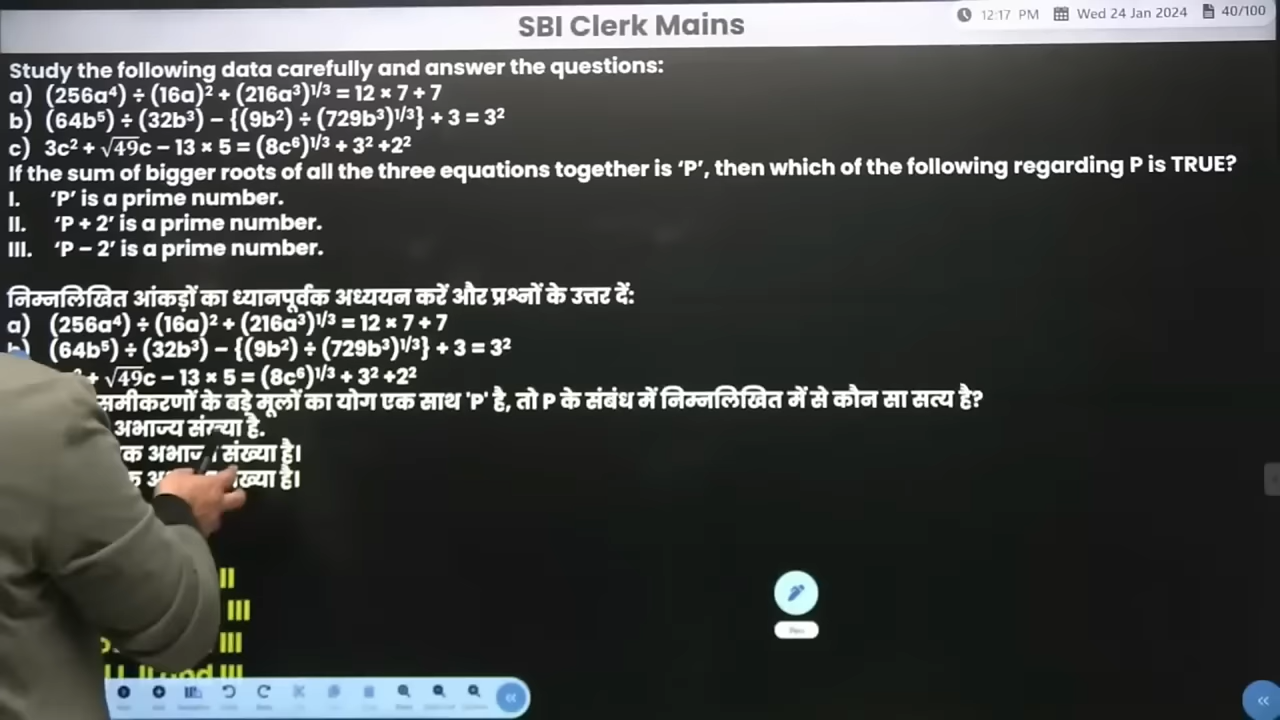 SBI Clerk Mains
12:17 PM Wed 24 Jan 2024 40/100
Study the following data carefully and answer the questions:
a) (256a⁴) ÷ (16a)² + (216a³)¹/³ = 12 × 7 + 7
b) (64b⁵) ÷ (32b³) – {(9b²) ÷ (729b³)¹/³} + 3 = 3²
c) 3c² + √49c – 13 × 5 = (8c⁶)¹/³ + 3² +2²
If the sum of bigger roots of all the three equations together is ‘P’, then which of the following regarding P is TRUE?
I. ‘P’ is a prime number.
II. ‘P + 2’ is a prime number.
III. ‘P – 2’ is a prime number.
निम्नलिखित आंकड़ों का ध्यानपूर्वक अध्ययन करें और प्रश्नों के उत्तर दें:
a) (256a⁴) ÷ (16a)² + (216a³)¹/³ = 12 × 7 + 7
(64b⁵) ÷ (32b³) – {(9b²) ÷ (729b³)¹/³} + 3 = 3²
+ √49c – 13 × 5 = (8c⁶)¹/³ + 3² +2²
समीकरणों के बड़े मूलों का योग एक साथ 'P' है, तो P के संबंध में निम्नलिखित में से कौन सा सत्य है?
अभाज्य संख्या है.
संख्या है।
है।
II
III
III
II and III
Pen